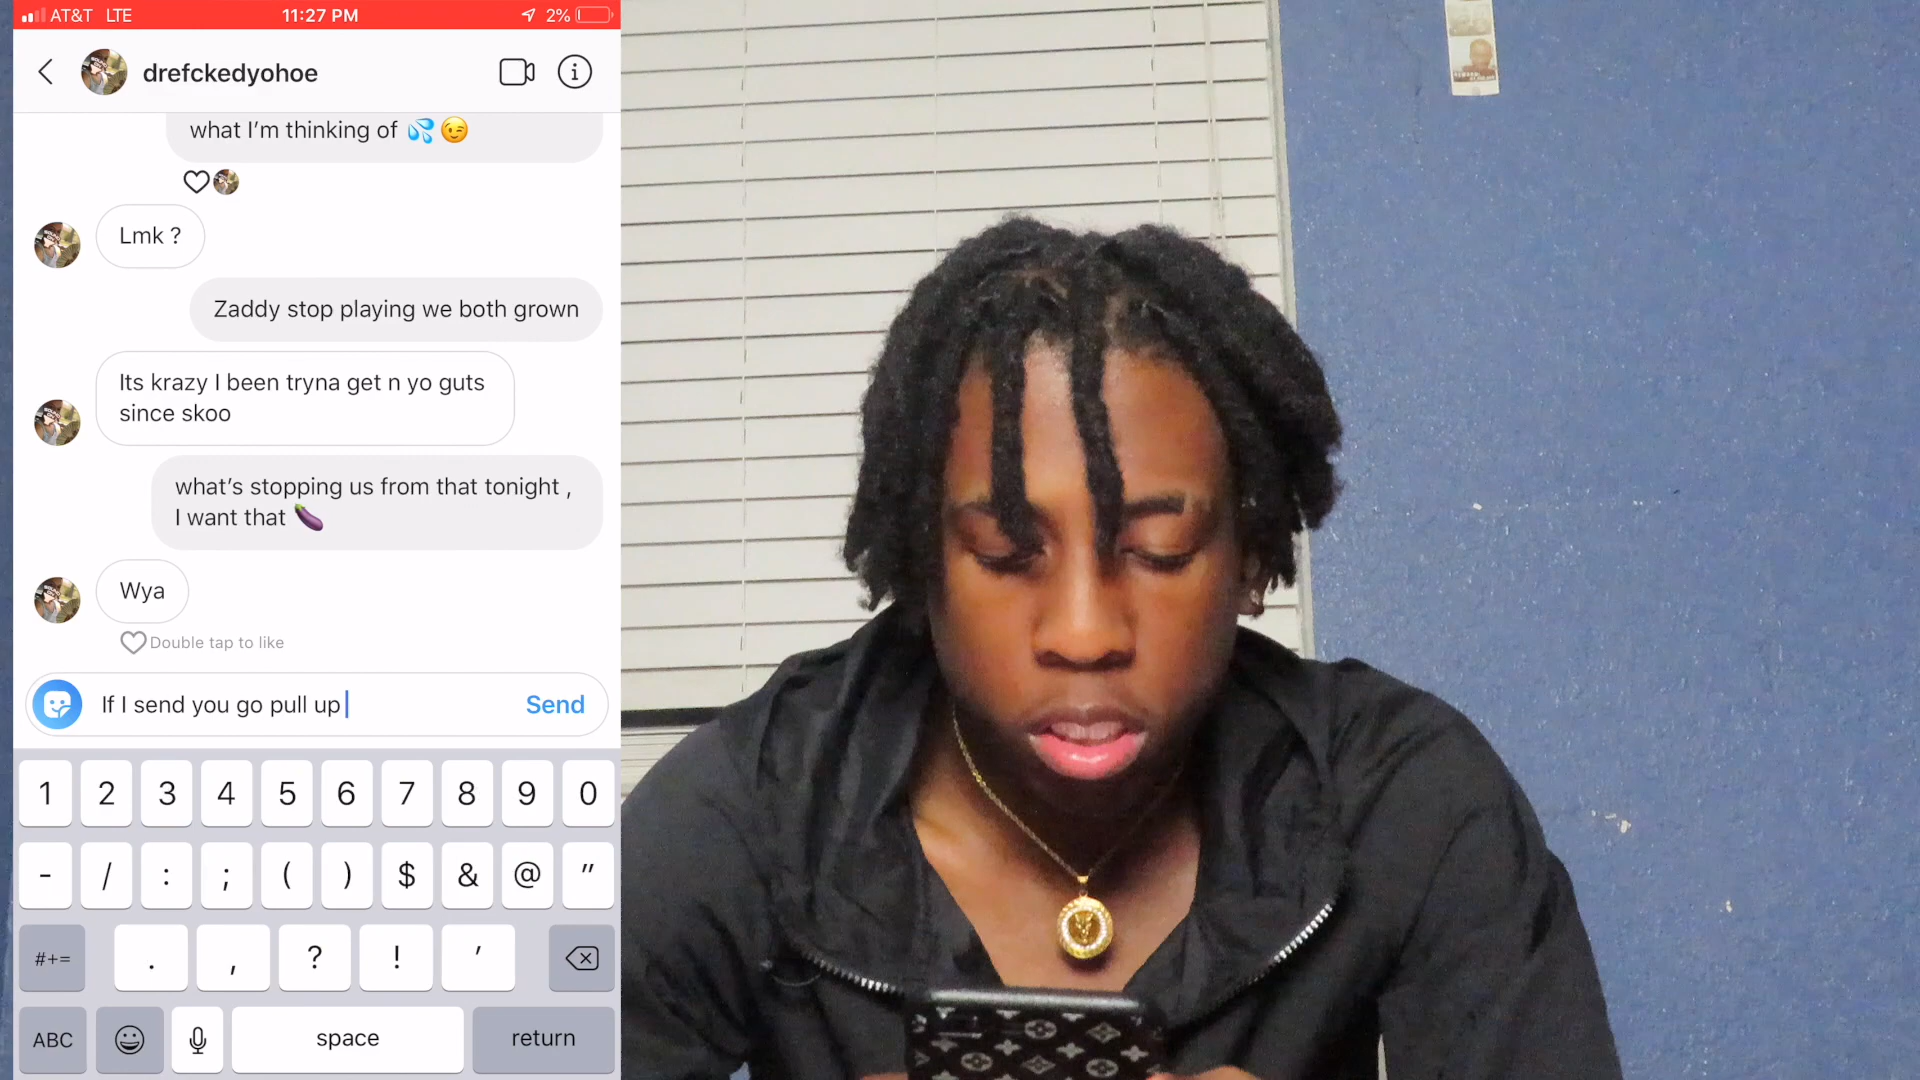 AT&T LTE 11:27 PM 2%
drefckedyohoe
what I’m thinking of 💦 😉
Lmk ?
Zaddy stop playing we both grown
Its krazy I been tryna get n yo guts
since skoo
what’s stopping us from that tonight ,
I want that 🍆
Wya
Double tap to like
If I send you go pull up
Send
1 2 3 4 5 6 7 8 9 0
- / : ; ( ) $ & @ "
#+= . , ? ! '
ABC space return